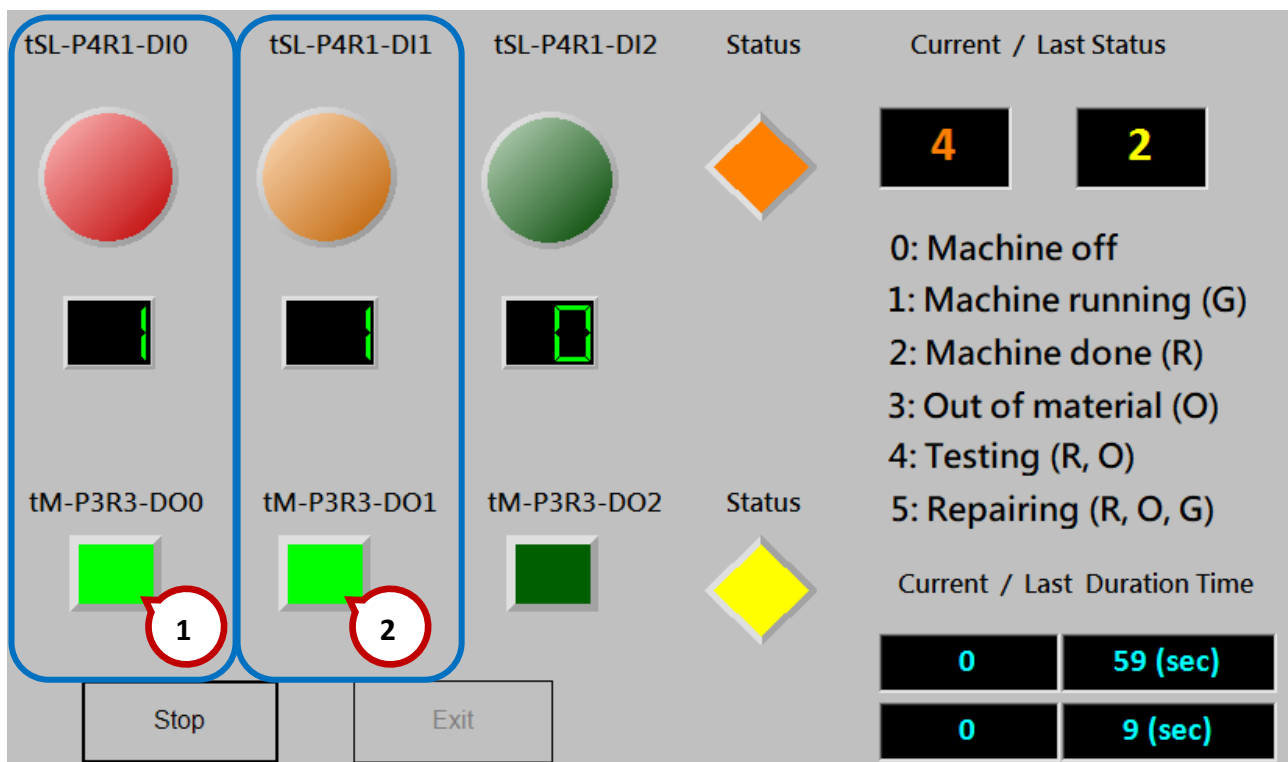 tSL-P4R1-DI0 tSL-P4R1-DI1 tSL-P4R1-DI2 Status Current / Last Status
4 2
0: Machine off
1: Machine running (G)
1 1 0
2: Machine done (R)
3: Out of material (O)
4: Testing (R, O)
tM-P3R3-DO0 tM-P3R3-DO1 tM-P3R3-DO2 Status 5: Repairing (R, O, G)
Current / Last Duration Time
1 2
0 59 (sec)
Stop Exit
0 9 (sec)